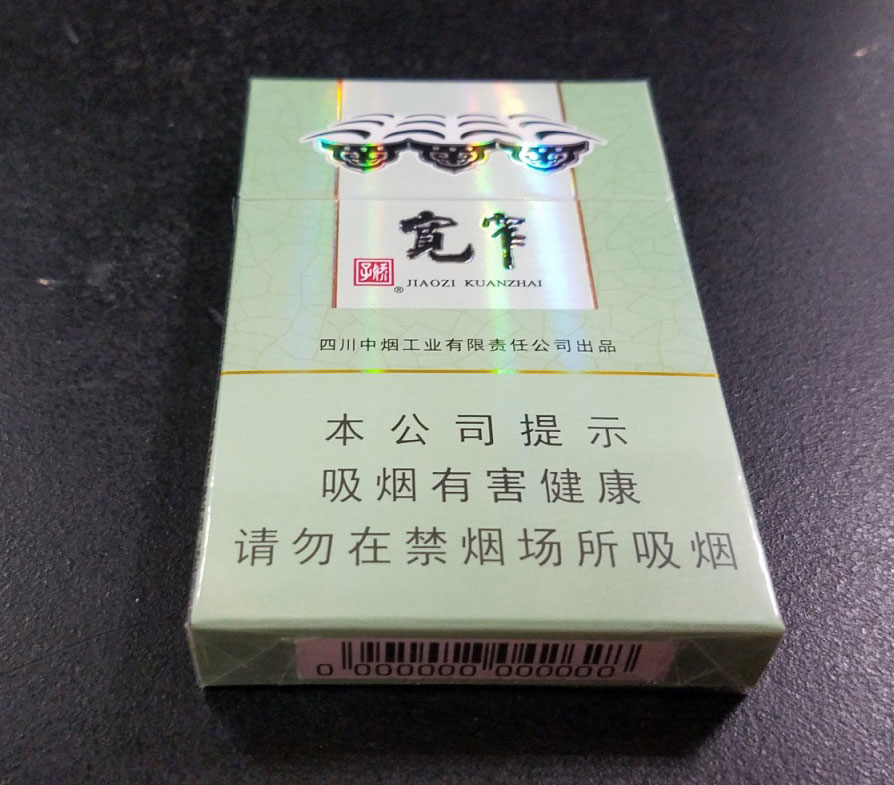 宽窄
娇子
® JIAOZI KUANZHAI
四川中烟工业有限责任公司出品
本公司提示
吸烟有害健康
请勿在禁烟场所吸烟
0 000000 000000